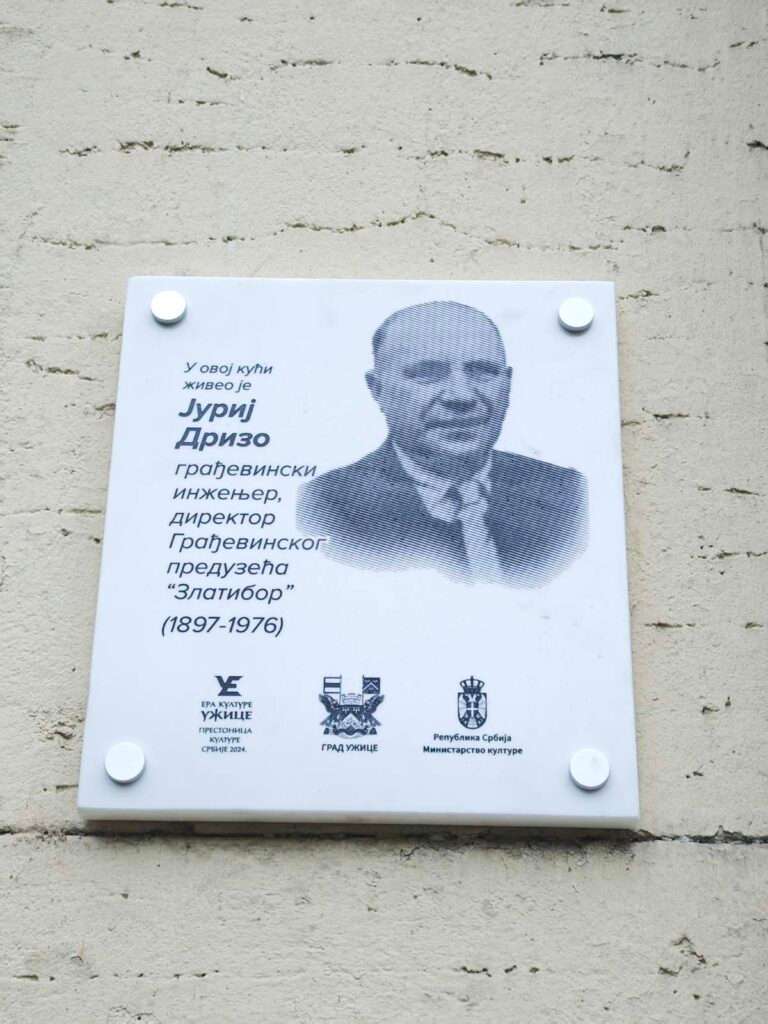 У овој кући
живео је
Јуриј
Дризо
грађевински
инжењер,
директор
Грађевинског
предузећа
“Златибор”
(1897-1976)
УЕ
ЕРА КУЛТУРЕ
УЖИЦЕ
ПРЕСТОНИЦА
КУЛТУРЕ
СРБИЈЕ 2024.
ГРАД УЖИЦЕ
Република Србија
Министарство културе